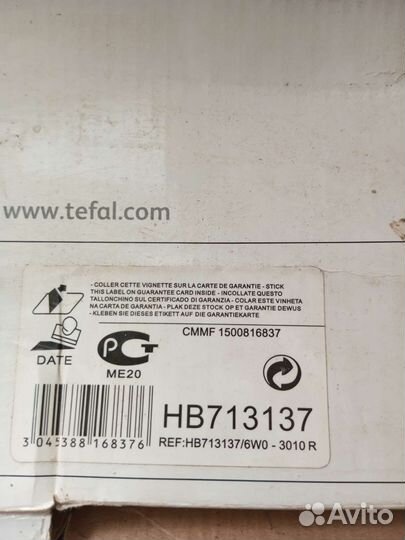 www.tefal.com
- COLLER CETTE VIGNETTE SUR LA CARTE DE GARANTIE - STICK
THIS LABEL ON GUARANTEE CARD INSIDE - INCOLLATE QUESTO
TALLONCHINO SUL CERTIFICADO DI GARANZIA - COLAR ESTE VINHETA
NA CARTA DE GARANTIA - PLAK DEZE STOCK OP ET GARANTIE DEWUS
- KLEBEN SIE DIESES ETIKETT AUF DIE GARANTIEKARTE
DATE
РСТ
ME20
CMMF 1500816837
HB713137
3 045388 168376
REF:HB713137/6W0 - 3010 R
Avito